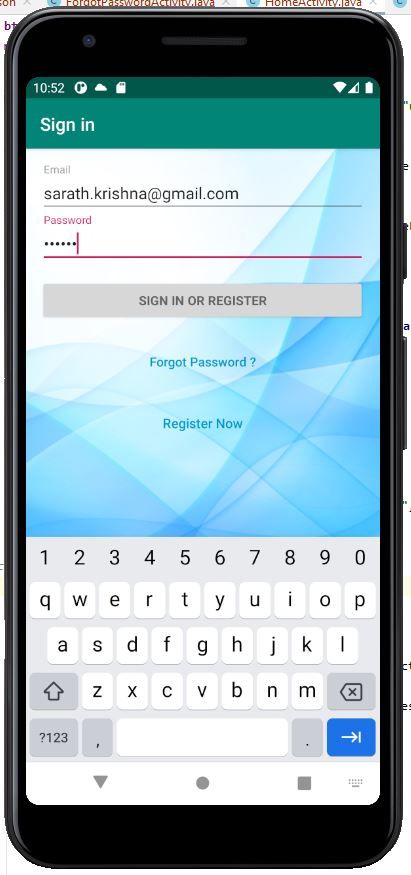 ForgotPasswordActivity.java HomeActivity.java
10:52
Sign in
Email
sarath.krishna@gmail.com
Password
••••••
SIGN IN OR REGISTER
Forgot Password ?
Register Now
1 2 3 4 5 6 7 8 9 0
q w e r t y u i o p
a s d f g h j k l
z x c v b n m
?123 , .